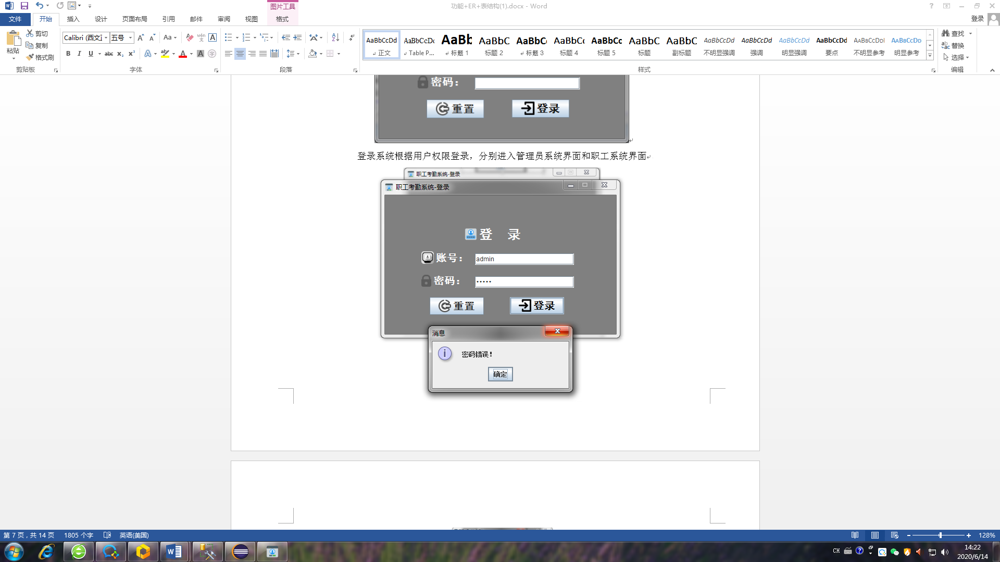 图片工具
功能+ER+表结构(1).docx - Word
文件 开始 插入 设计 页面布局 引用 邮件 审阅 视图 格式 登录
粘贴 剪切 复制 格式刷 剪贴板
Calibri (西文正 五号 字体
段落
AaBbCcDd AaBbCcDc AaBb AaBbC AaBbC AaBbC AaBbCc AaBbC AaBbC AaBbCcDd AaBbCcDd AaBbCcDd AaBbCcDd AaBbCcDd AaBbCcDd
正文 Table P... 标题 1 标题 2 标题 3 标题 4 标题 5 标题 副标题 不明显强调 强调 明显强调 要点 不明显参考 明显参考
样式
查找 替换 选择 编辑
密码：
重置 登录
登录系统根据用户权限登录，分别进入管理员系统界面和职工系统界面
职工考勤系统-登录
职工考勤系统-登录
登 录
账号： admin
密码： •••••
重置 登录
消息
密码错误！
确定
第 7 页，共 14 页 1805 个字 英语(美国) 128%
CH 14:22
2020/6/14